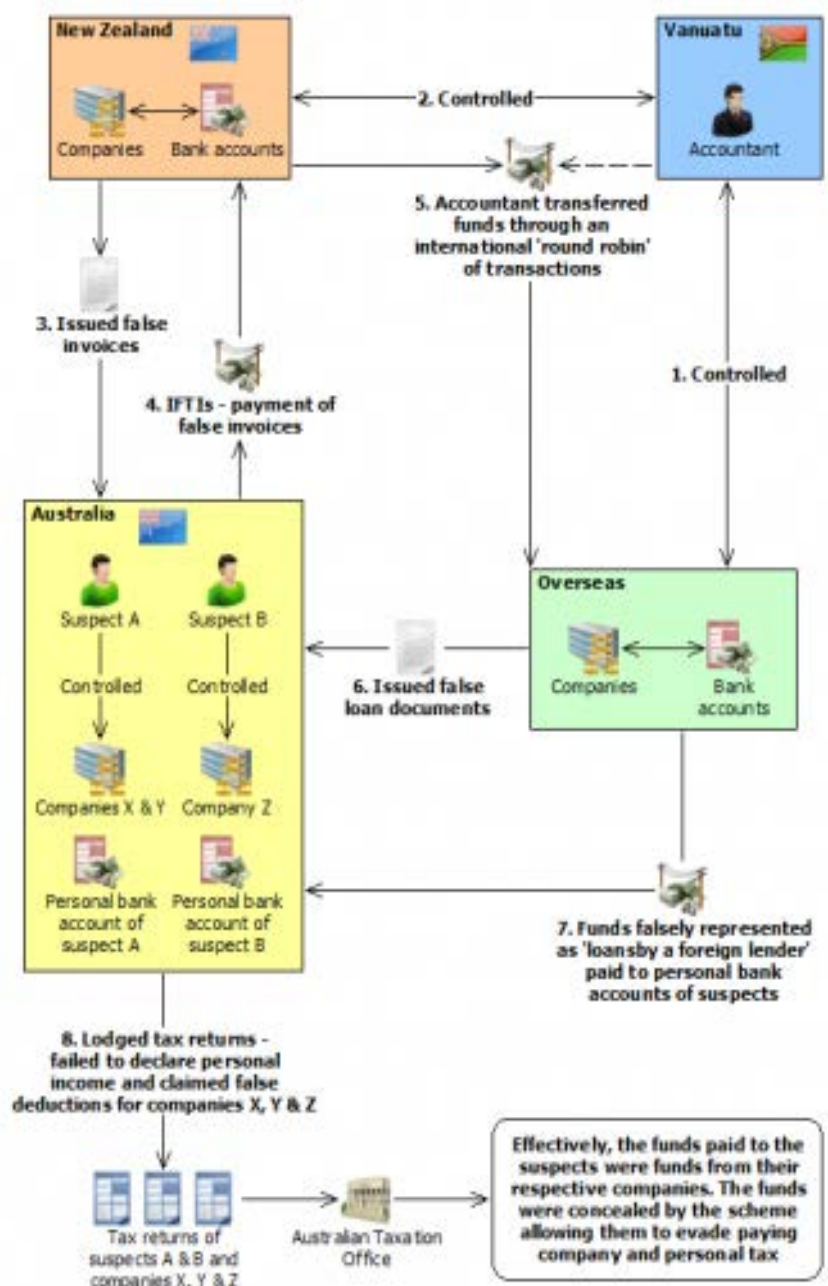 New Zealand
Vanuatu
2. Controlled
Companies
Bank accounts
Accountant
5. Accountant transferred
funds through an
international 'round robin'
of transactions
3. Issued false
invoices
4. IFTIs - payment of
false invoices
1. Controlled
Australia
Overseas
Suspect A
Suspect B
Controlled
Controlled
6. Issued false
loan documents
Companies
Bank
accounts
Companies X & Y
Company Z
Personal bank
account of
suspect A
Personal bank
account of
suspect B
7. Funds falsely represented
as 'loansby a foreign lender'
paid to personal bank
accounts of suspects
8. Lodged tax returns -
failed to declare personal
income and claimed false
deductions for companies X, Y & Z
Tax returns of
suspects A & B and
companies X, Y & Z
Australian Taxation
Office
Effectively, the funds paid to the
suspects were funds from their
respective companies. The funds
were concealed by the scheme
allowing them to evade paying
company and personal tax